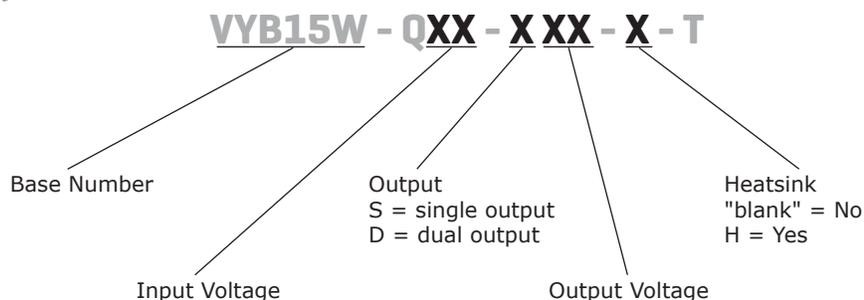 VYB15W - QXX - X XX - X - T
Base Number
Output
S = single output
D = dual output
Heatsink
"blank" = No
H = Yes
Input Voltage
Output Voltage